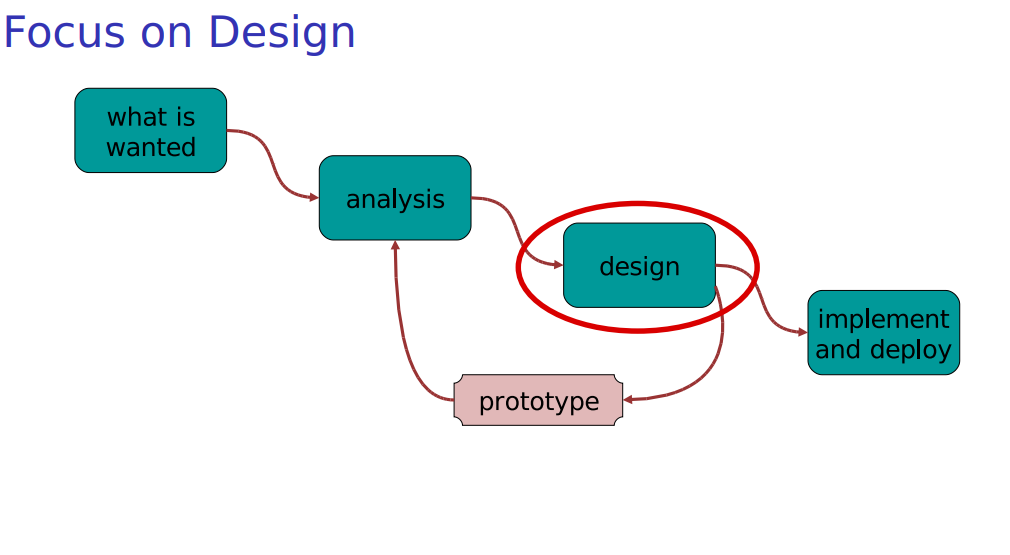 Focus on Design
what is
wanted
analysis
design
implement
and deploy
prototype